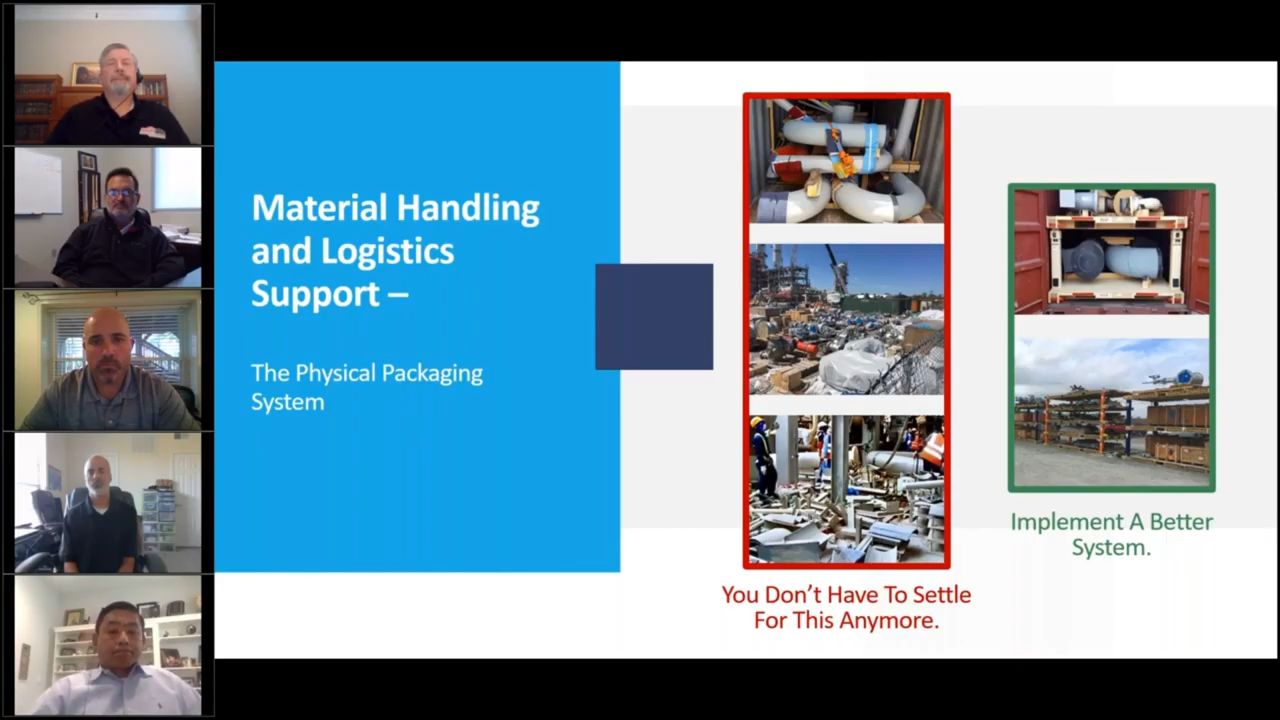 Material Handling
and Logistics
Support –
The Physical Packaging
System
You Don't Have To Settle
For This Anymore.
Implement A Better
System.